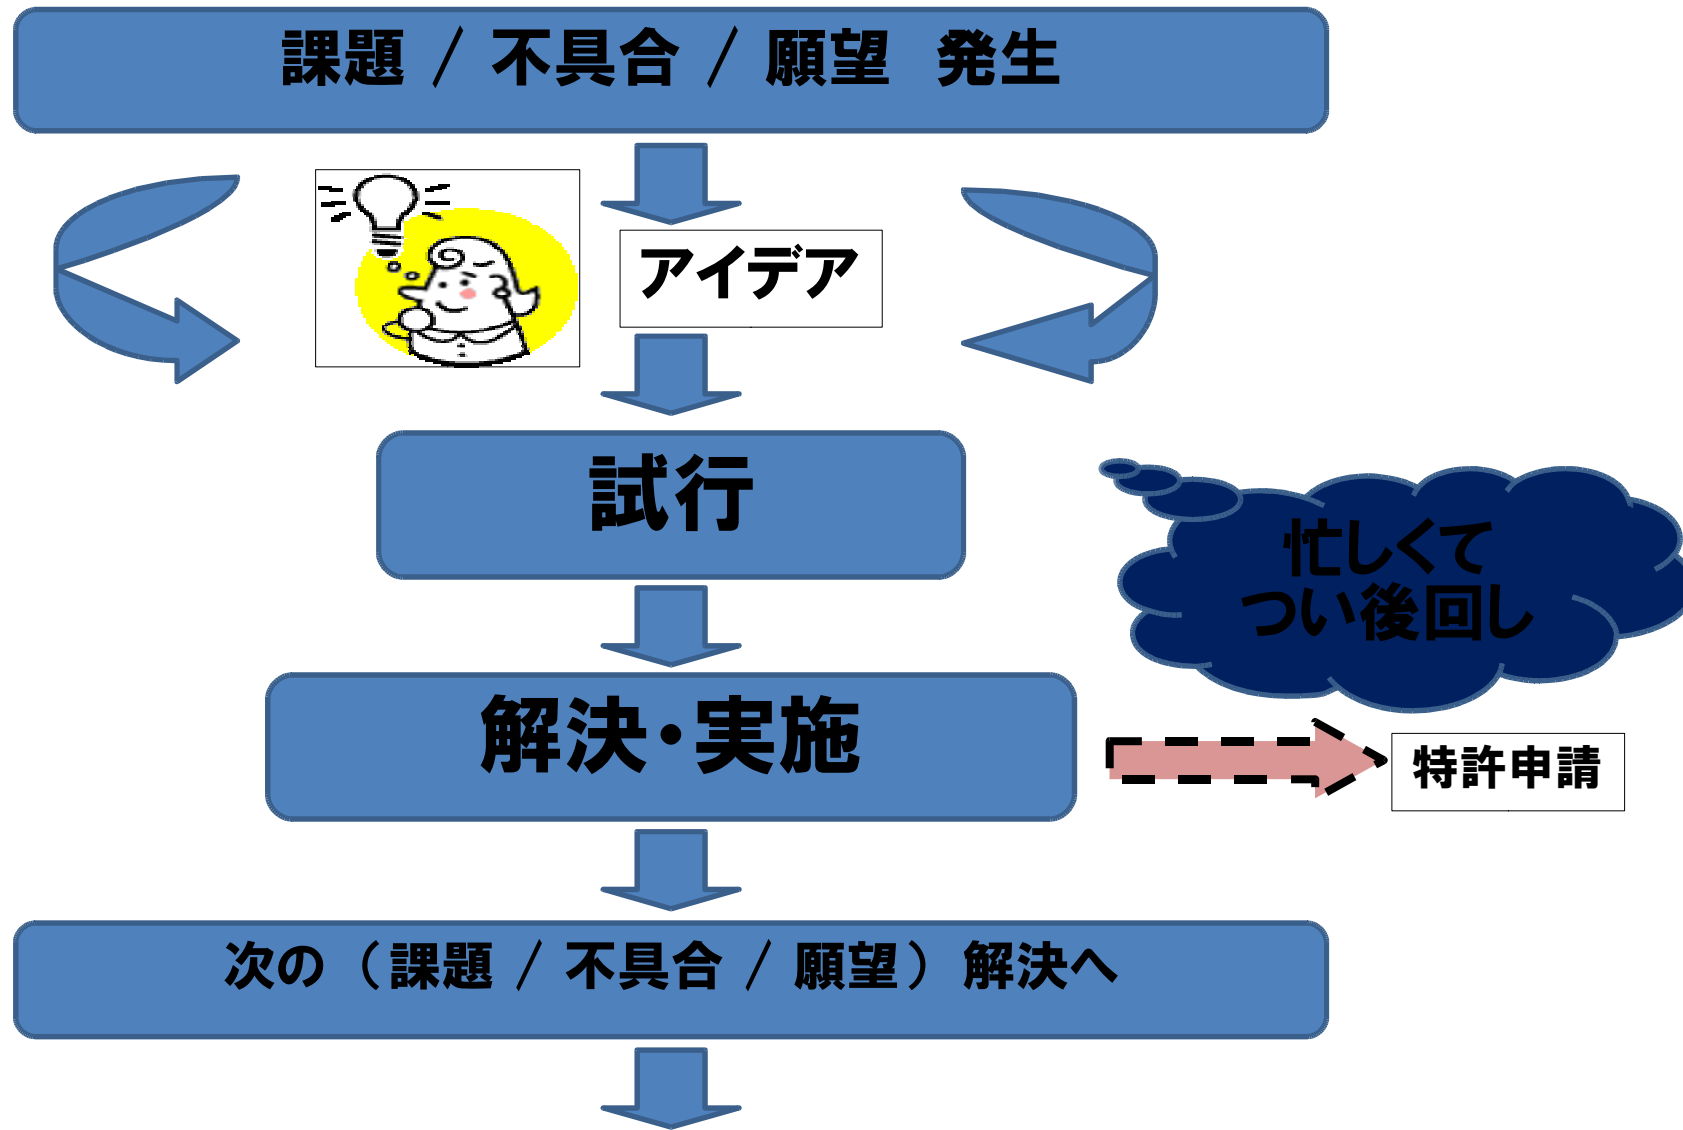 課題 / 不具合 / 願望　発生
アイデア
試行
忙しくて
つい後回し
解決・実施
特許申請
次の（課題 / 不具合 / 願望）解決へ